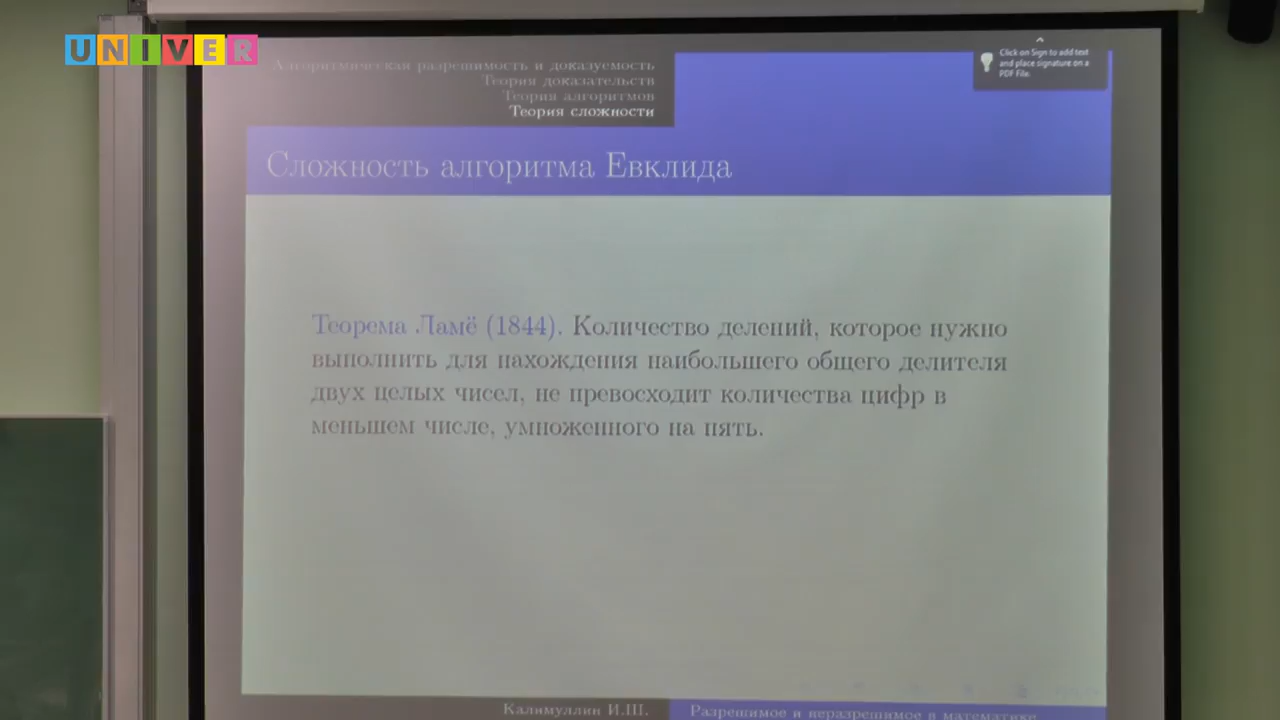 UNIVER
Алгоритмическая разрешимость и доказуемость
Теория доказательств
Теория алгоритмов
Теория сложности
Click on Sign to add text
and place signature on a
PDF File.
Сложность алгоритма Евклида
Теорема Ламё (1844). Количество делений, которое нужно
выполнить для нахождения наибольшего общего делителя
двух целых чисел, не превосходит количества цифр в
меньшем числе, умноженного на пять.
Калимуллин И.Ш.
Разрешимое и неразрешимое в математике